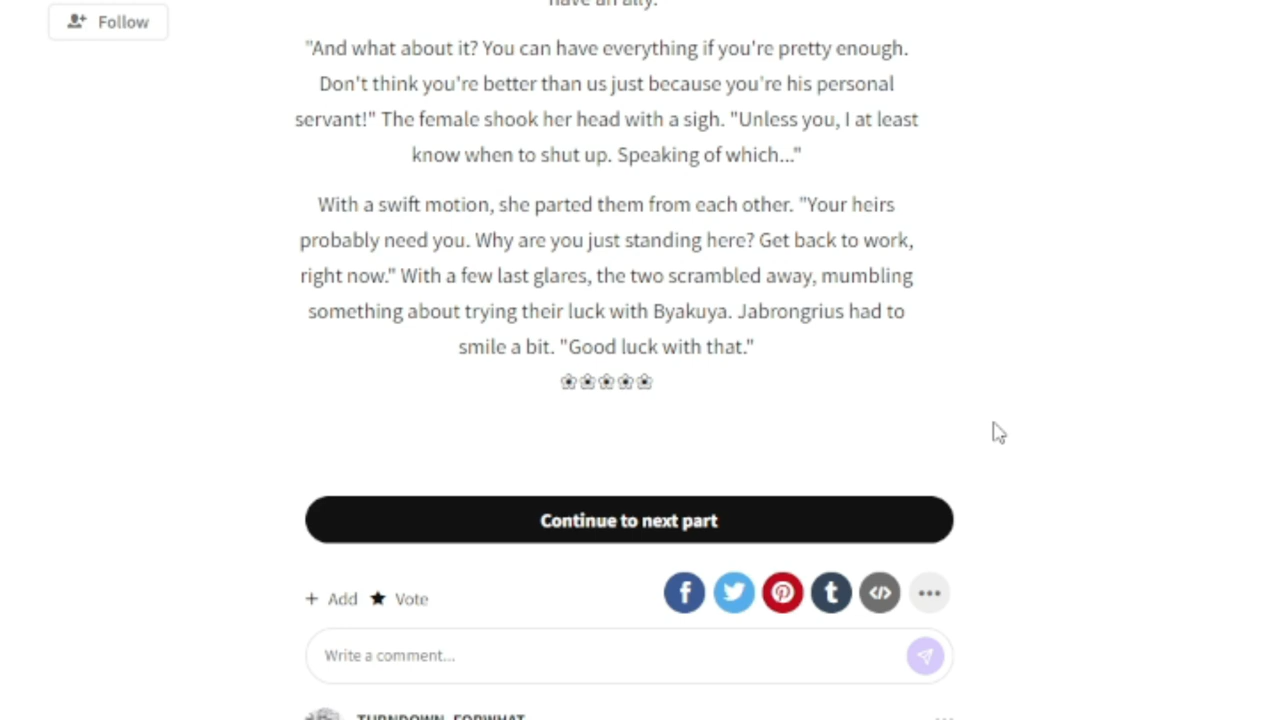 have an ally.
Follow
"And what about it? You can have everything if you're pretty enough.
Don't think you're better than us just because you're his personal
servant!" The female shook her head with a sigh. "Unless you, I at least
know when to shut up. Speaking of which..."
With a swift motion, she parted them from each other. "Your heirs
probably need you. Why are you just standing here? Get back to work,
right now." With a few last glares, the two scrambled away, mumbling
something about trying their luck with Byakuya. Jabrongrius had to
smile a bit. "Good luck with that."
❀❀❀❀❀
Continue to next part
+ Add ★ Vote
Write a comment...
TURNDOWN_FORWHAT